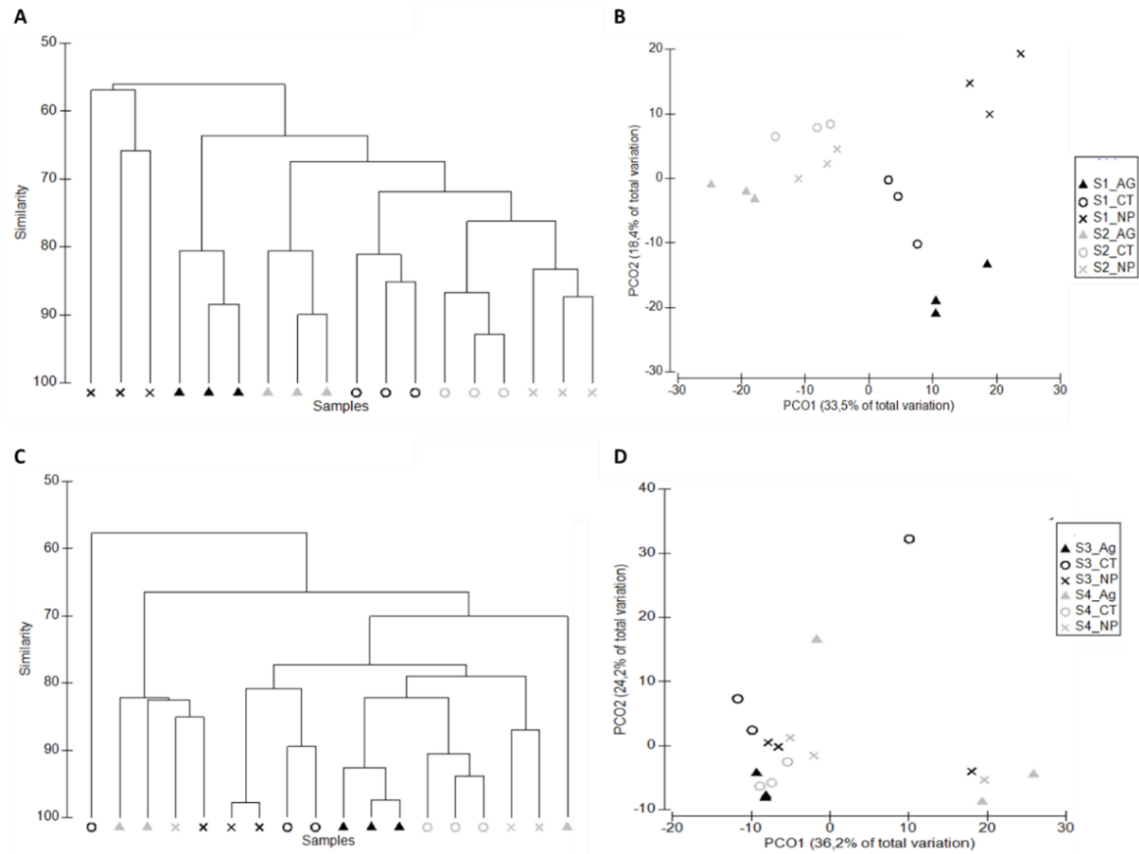 A
50
60
70
80
90
100
Similarity
Samples
B
20
10
0
-10
-20
-30
-30
-20
-10
0
10
20
30
PCO2 (18,4% of total variation)
PCO1 (33,5% of total variation)
S1_AG
S1_CT
S1_NP
S2_AG
S2_CT
S2_NP
C
50
60
70
80
90
100
Similarity
Samples
D
40
30
20
10
0
-10
-20
-10
0
10
20
30
PCO2 (24,2% of total variation)
PCO1 (36,2% of total variation)
S3_Ag
S3_CT
S3_NP
S4_Ag
S4_CT
S4_NP